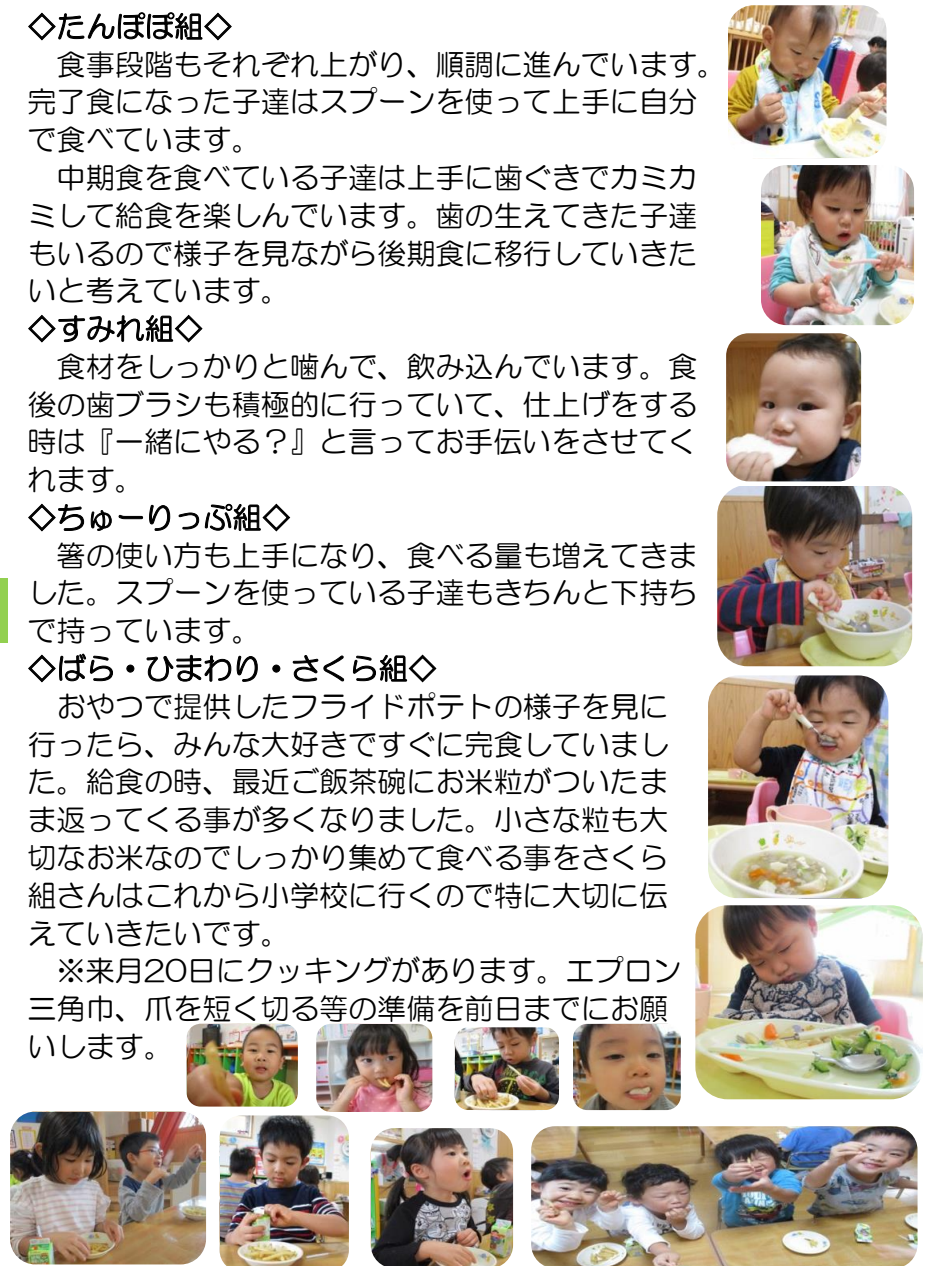 ◇たんぽぽ組◇
　食事段階もそれぞれ上がり、順調に進んでいます。
完了食になった子達はスプーンを使って上手に自分
で食べています。
　中期食を食べている子達は上手に歯ぐきでカミカ
ミして給食を楽しんでいます。歯の生えてきた子達
もいるので様子を見ながら後期食に移行していきた
いと考えています。
◇すみれ組◇
　食材をしっかりと噛んで、飲み込んでいます。食
後の歯ブラシも積極的に行っていて、仕上げをする
時は『一緒にやる？』と言ってお手伝いをさせてく
れます。
◇ちゅーりっぷ組◇
　箸の使い方も上手になり、食べる量も増えてきま
した。スプーンを使っている子達もきちんと下持ち
で持っています。
◇ばら・ひまわり・さくら組◇
　おやつで提供したフライドポテトの様子を見に
行ったら、みんな大好きですぐに完食していまし
た。給食の時、最近ご飯茶碗にお米粒がついたま
ま返ってくる事が多くなりました。小さな粒も大
切なお米なのでしっかり集めて食べる事をさくら
組さんはこれから小学校に行くので特に大切に伝
えていきたいです。
　※来月20日にクッキングがあります。エプロン
三角巾、爪を短く切る等の準備を前日までにお願
いします。